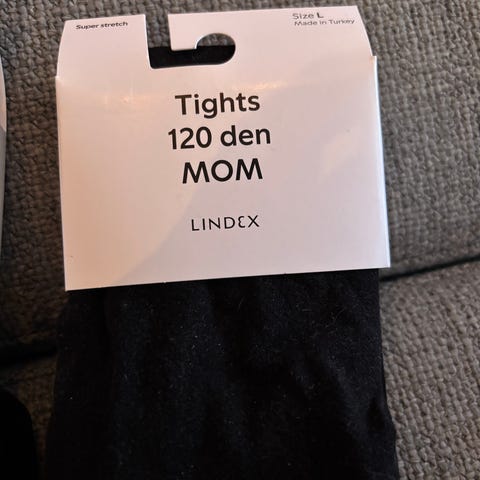 Super stretch
Size L
Made in Turkey
Tights
120 den
MOM
LINDEX